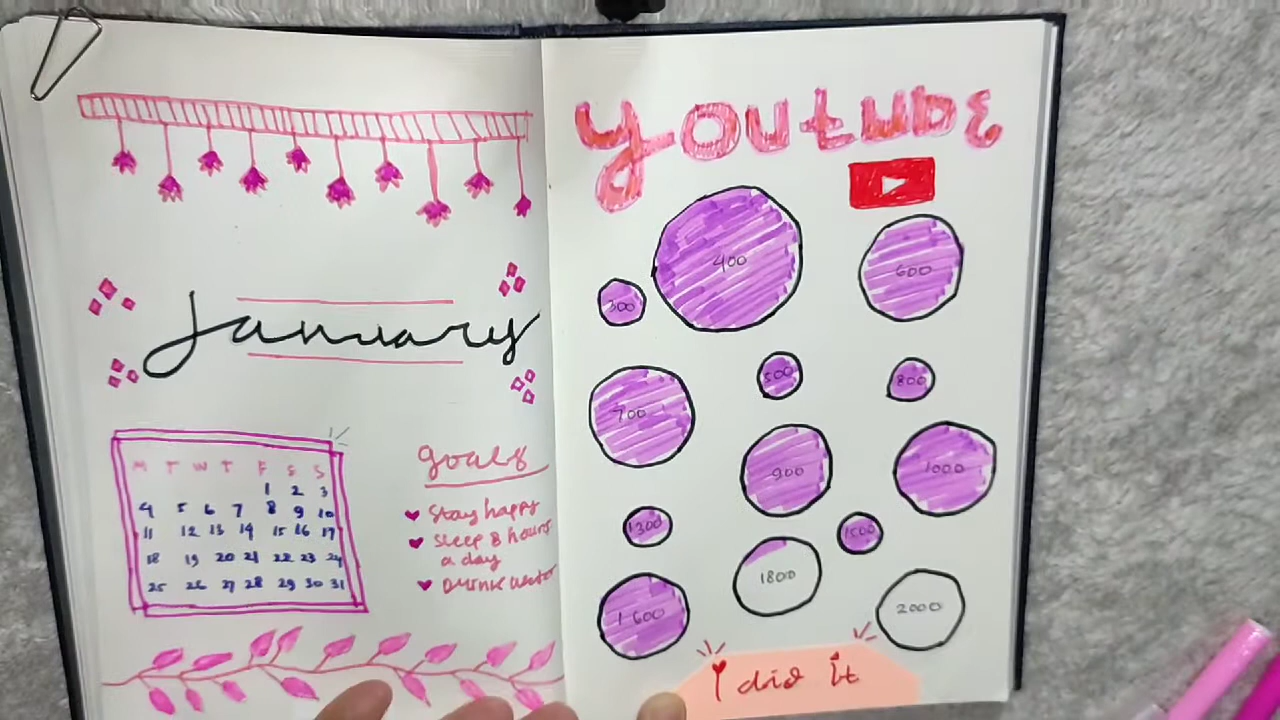 January
M T W T F S S
1 2 3
4 5 6 7 8 9 10
11 12 13 14 15 16 17
18 19 20 21 22 23 24
25 26 27 28 29 30 31
goals
Stay happy
Sleep 8 hours
a day
Drink water
Youtube
400
600
300
500
800
700
900
1000
1300
1500
1800
1600
2000
I did it